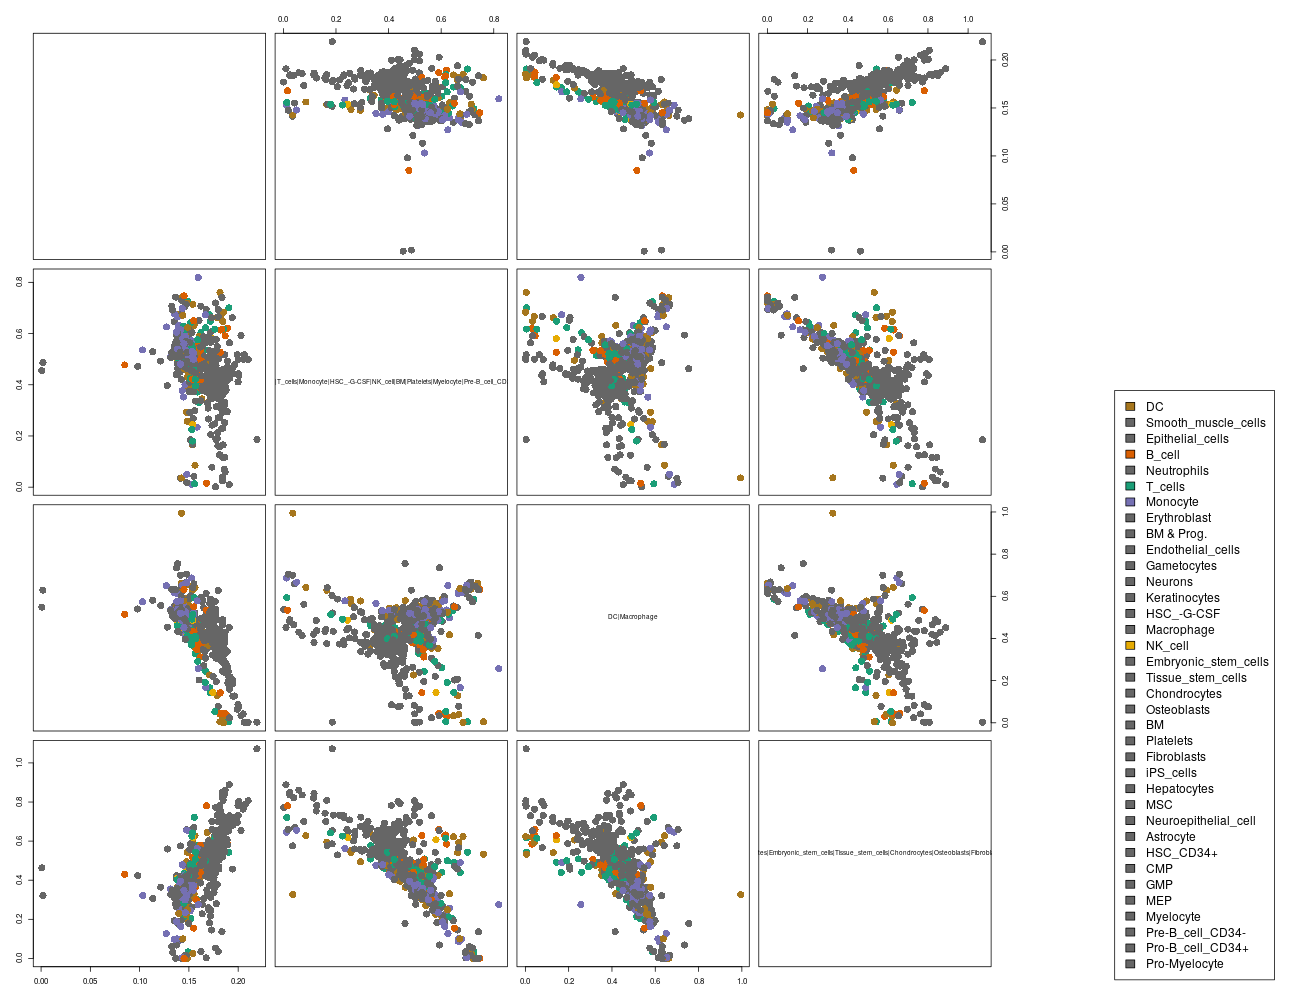 0.0 0.2 0.4 0.6 0.8
0.0 0.2 0.4 0.6 0.8 1.0
0.00 0.05 0.10 0.15 0.20
0.0 0.2 0.4 0.6 0.8
T_cells|Monocyte|HSC_-G-CSF|NK_cell|BM|Platelets|Myelocyte|Pre-B_cell_CD
DC|Macrophage
0.0 0.2 0.4 0.6 0.8 1.0
0.0 0.2 0.4 0.6 0.8 1.0
tes|Embryonic_stem_cells|Tissue_stem_cells|Chondrocytes|Osteoblasts|Fibrobl
0.00 0.05 0.10 0.15 0.20
0.0 0.2 0.4 0.6 0.8 1.0
DC
Smooth_muscle_cells
Epithelial_cells
B_cell
Neutrophils
T_cells
Monocyte
Erythroblast
BM & Prog.
Endothelial_cells
Gametocytes
Neurons
Keratinocytes
HSC_-G-CSF
Macrophage
NK_cell
Embryonic_stem_cells
Tissue_stem_cells
Chondrocytes
Osteoblasts
BM
Platelets
Fibroblasts
iPS_cells
Hepatocytes
MSC
Neuroepithelial_cell
Astrocyte
HSC_CD34+
CMP
GMP
MEP
Myelocyte
Pre-B_cell_CD34-
Pro-B_cell_CD34+
Pro-Myelocyte